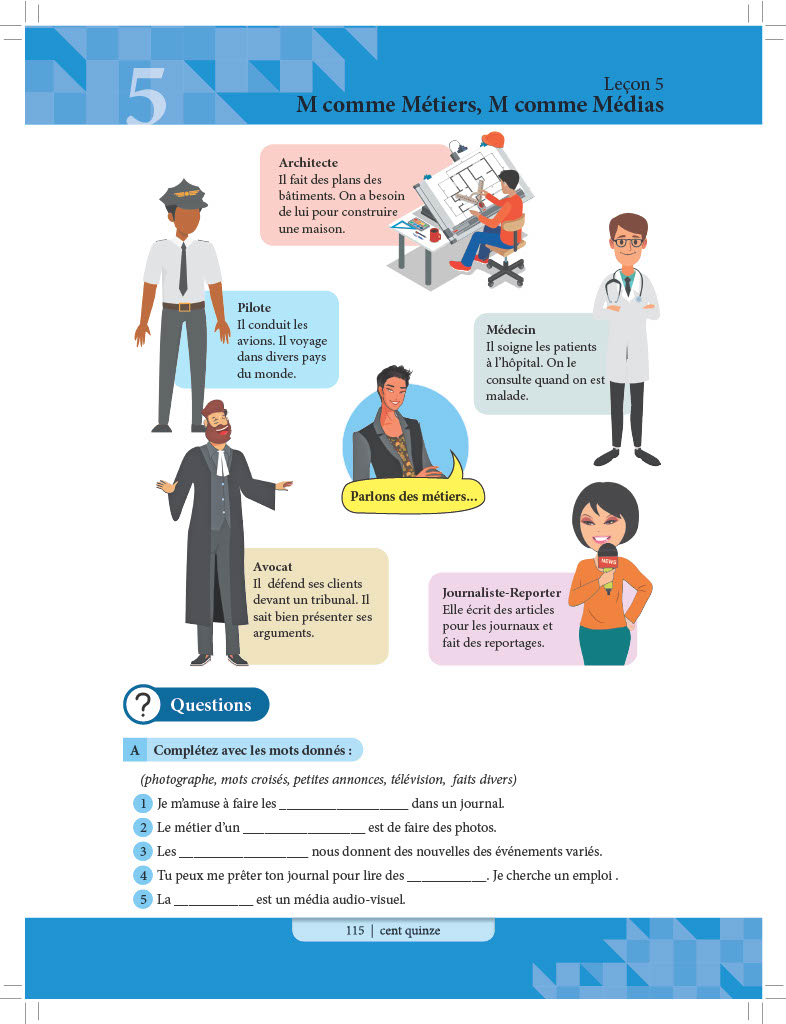 5
Leçon 5
M comme Métiers, M comme Médias
Architecte
Il fait des plans des
bâtiments. On a besoin
de lui pour construire
une maison.
Pilote
Il conduit les
avions. Il voyage
dans divers pays
du monde.
Médecin
Il soigne les patients
à l'hôpital. On le
consulte quand on est
malade.
Parlons des métiers...
Avocat
Il défend ses clients
devant un tribunal. Il
sait bien présenter ses
arguments.
NEWS
Journaliste-Reporter
Elle écrit des articles
pour les journaux et
fait des reportages.
? Questions
A Complétez avec les mots donnés :
(photographe, mots croisés, petites annonces, télévision, faits divers)
1 Je m'amuse à faire les __________________ dans un journal.
2 Le métier d'un _________________ est de faire des photos.
3 Les __________________ nous donnent des nouvelles des événements variés.
4 Tu peux me prêter ton journal pour lire des ___________. Je cherche un emploi .
5 La ___________ est un média audio-visuel.
115 | cent quinze